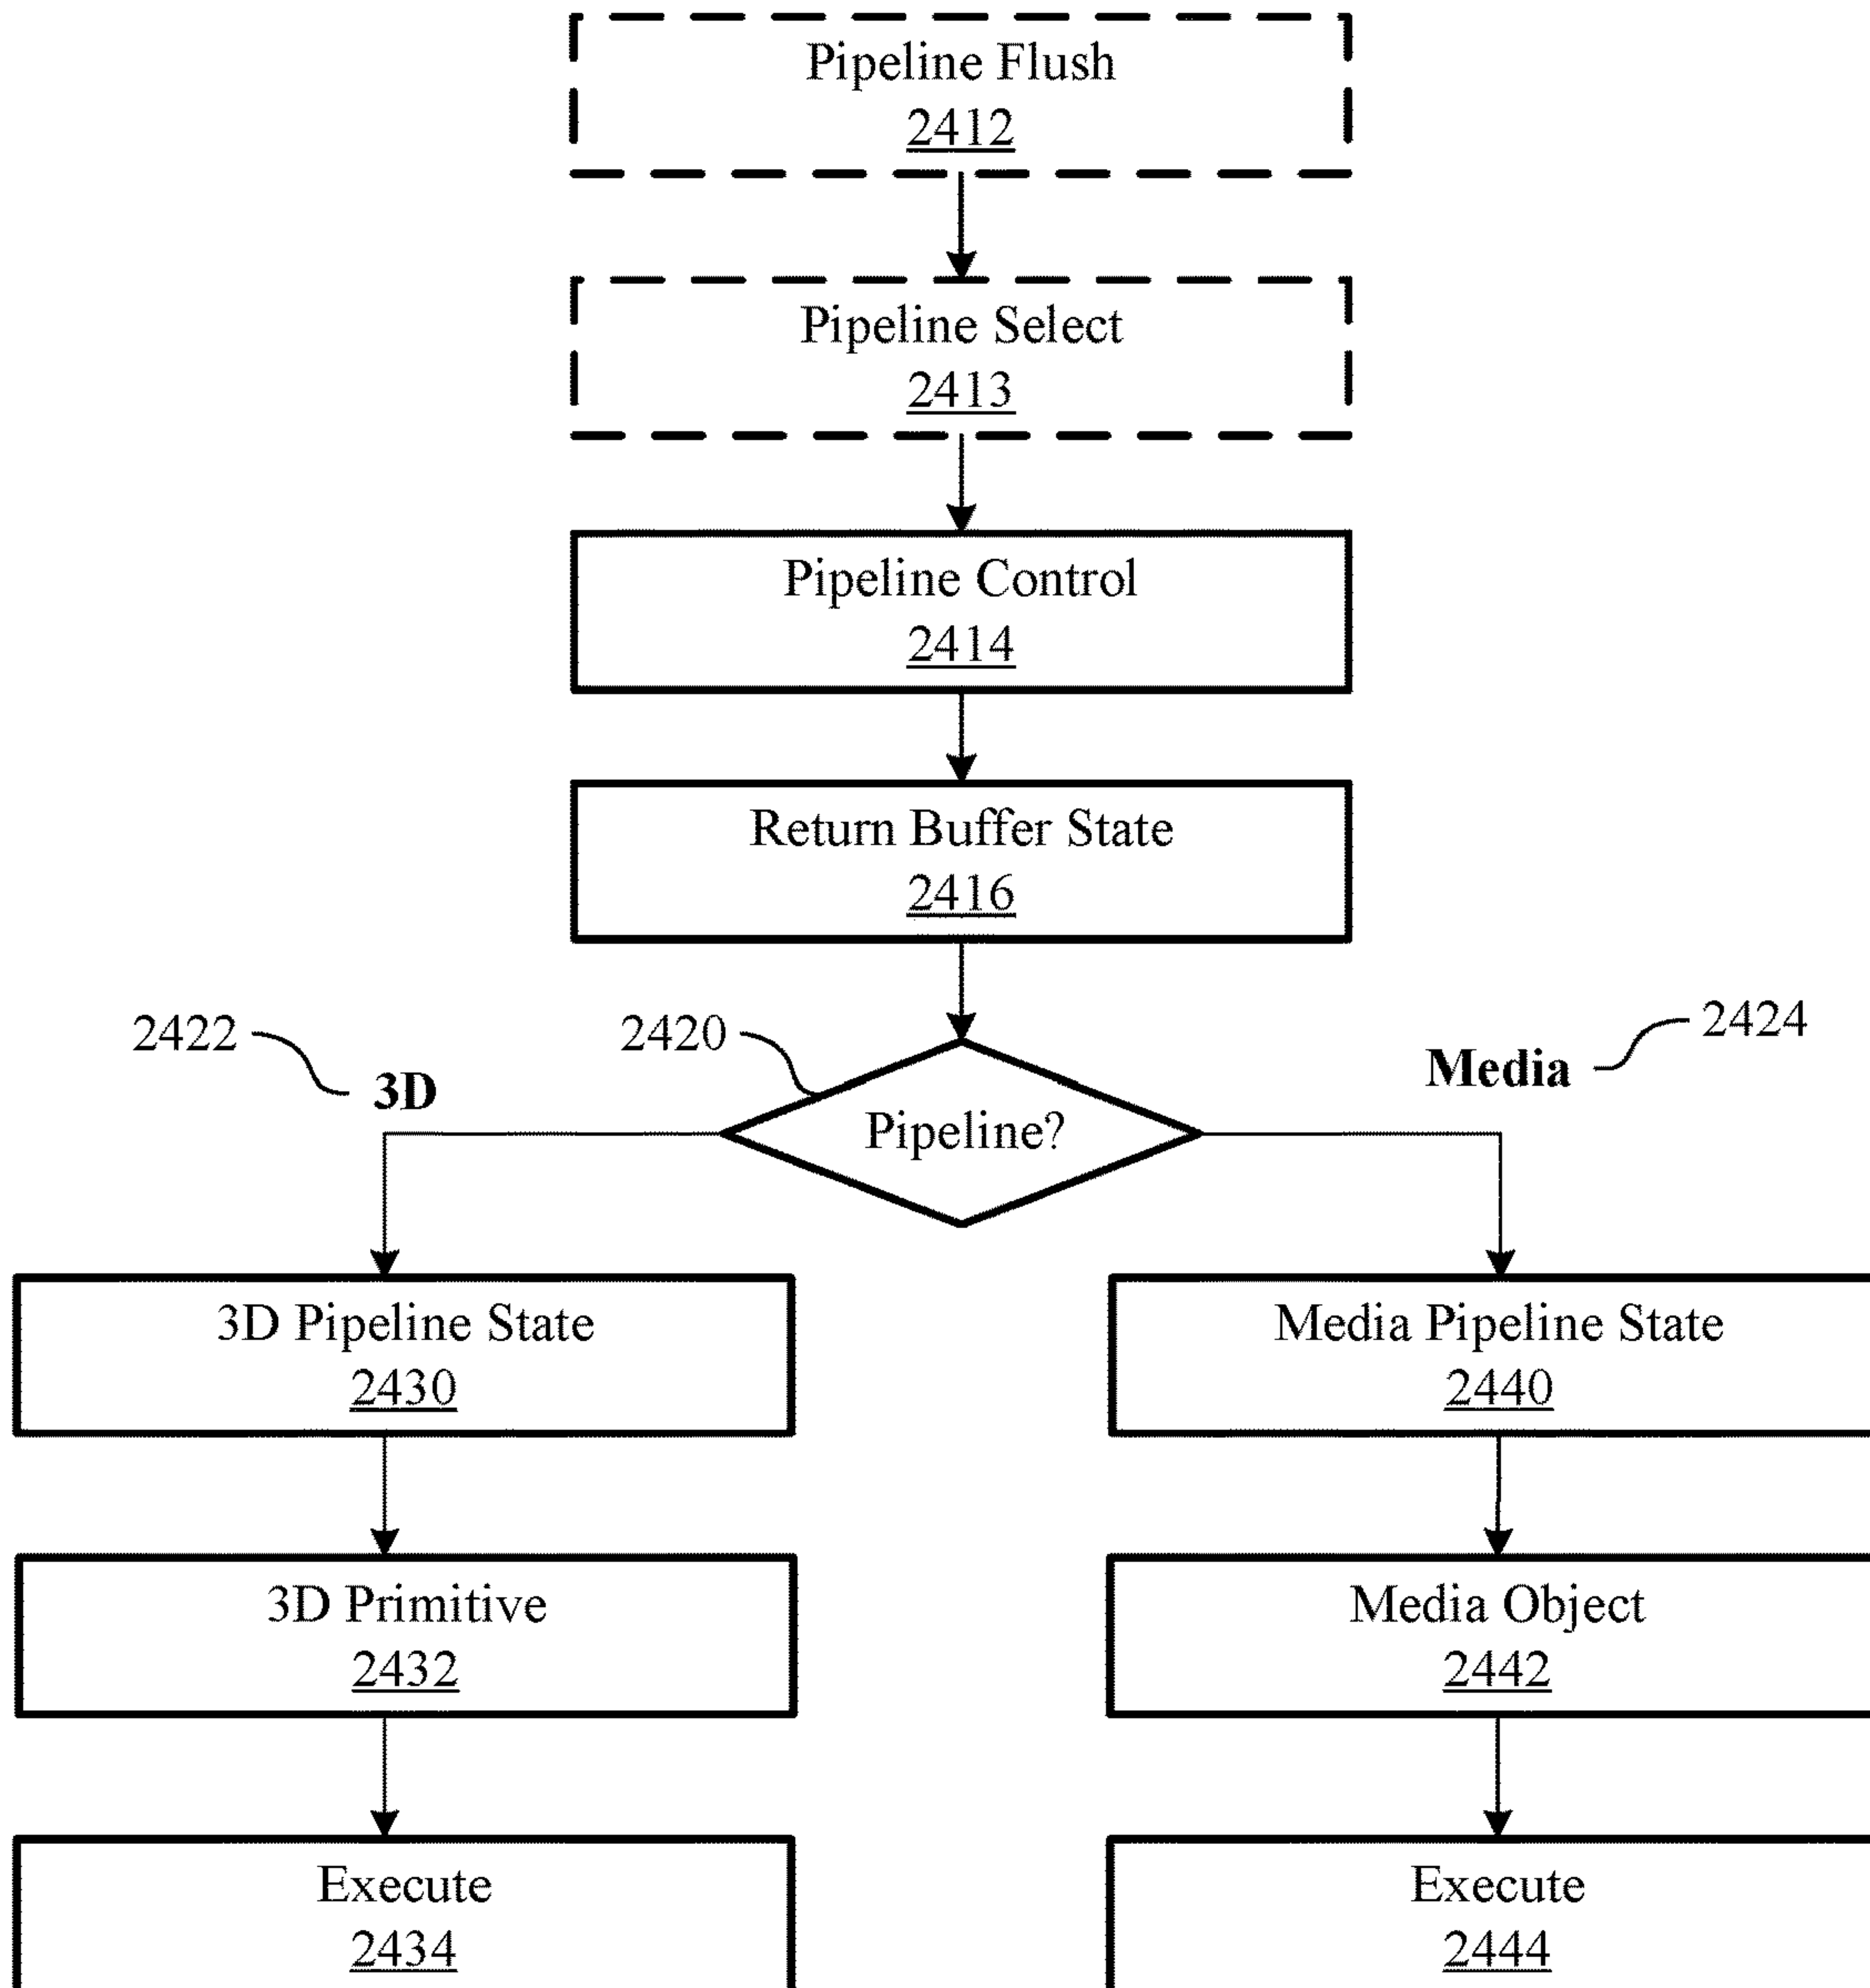 Pipeline Flush
2412
Pipeline Select
2413
Pipeline Control
2414
Return Buffer State
2416
2422
2420
2424
3D
Media
Pipeline?
3D Pipeline State
2430
Media Pipeline State
2440
3D Primitive
2432
Media Object
2442
Execute
2434
Execute
2444